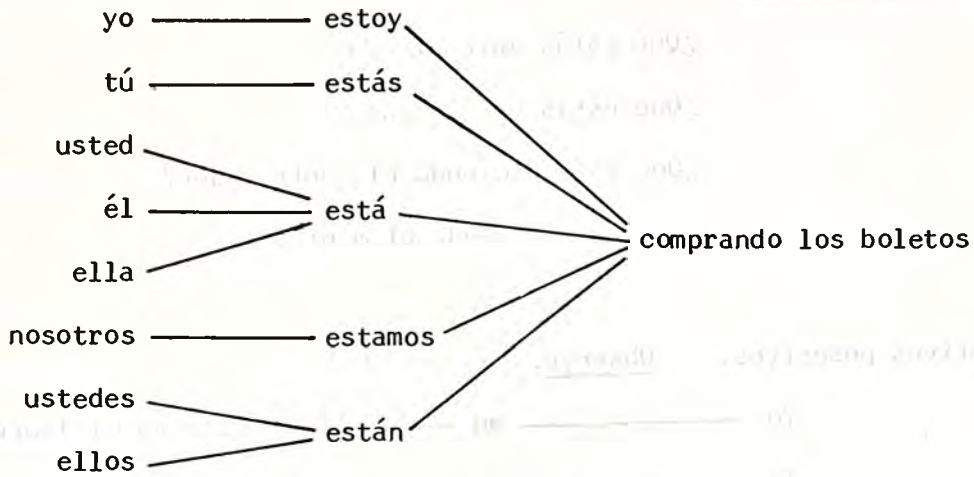 yo estoy
tú estás
usted
él está
comprando los boletos
ella
nosotros estamos
ustedes
están
ellos